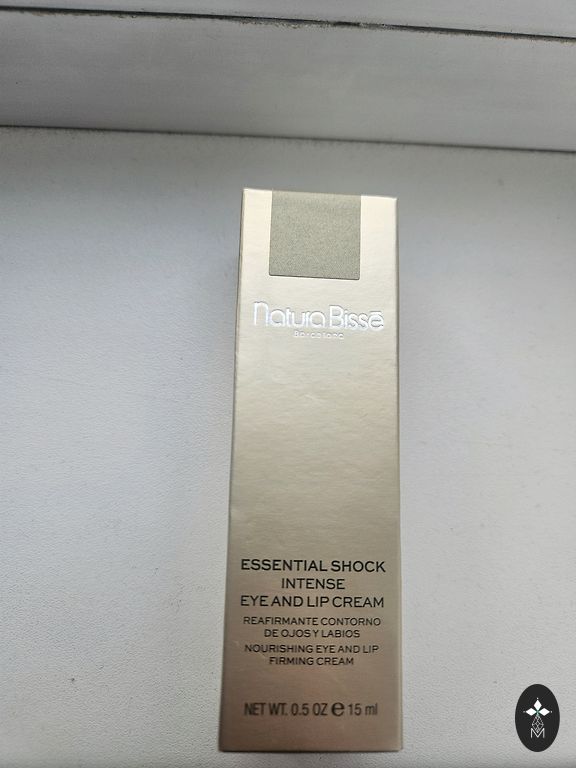 Natura Bissé
Barcelona
ESSENTIAL SHOCK
INTENSE
EYE AND LIP CREAM
REAFIRMANTE CONTORNO
DE OJOS Y LABIOS
NOURISHING EYE AND LIP
FIRMING CREAM
NET WT. 0.5 OZ ℮ 15 ml
M